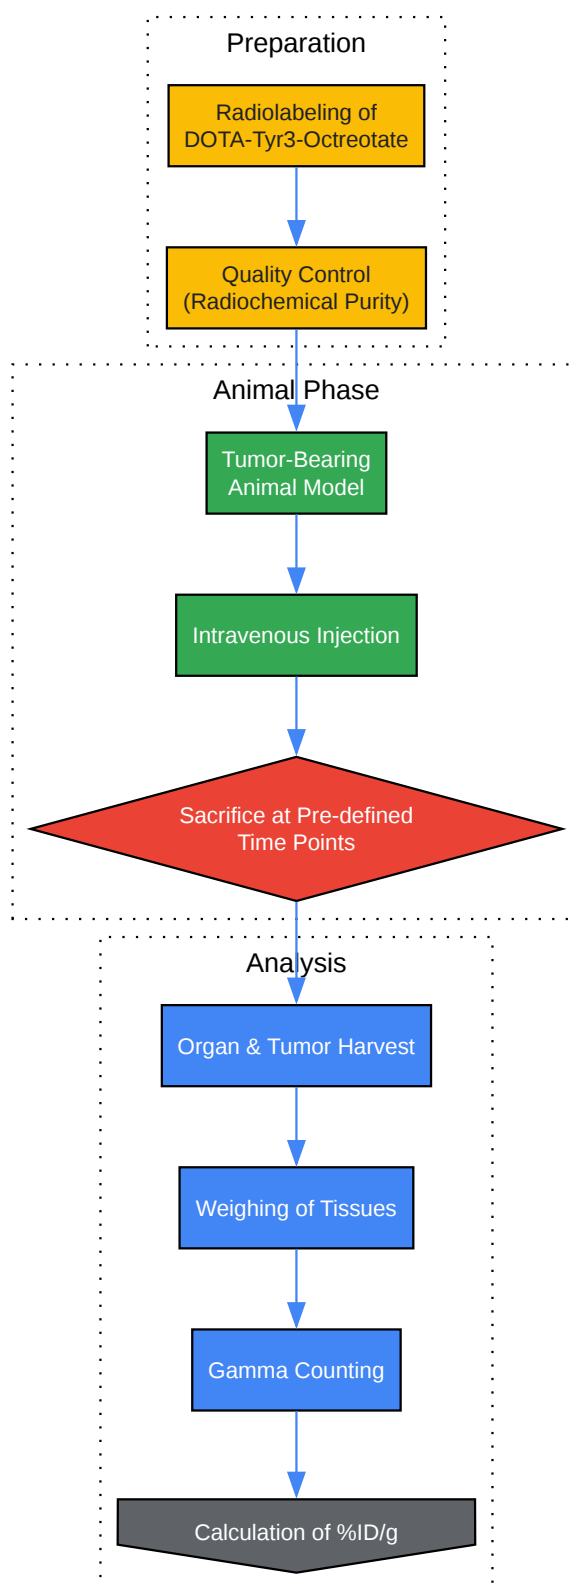 Preparation
Radiolabeling of
DOTA-Tyr3-Octreotate
Quality Control
(Radiochemical Purity)
Animal Phase
Tumor-Bearing
Animal Model
Intravenous Injection
Sacrifice at Pre-defined
Time Points
Analysis
Organ & Tumor Harvest
Weighing of Tissues
Gamma Counting
Calculation of %ID/g